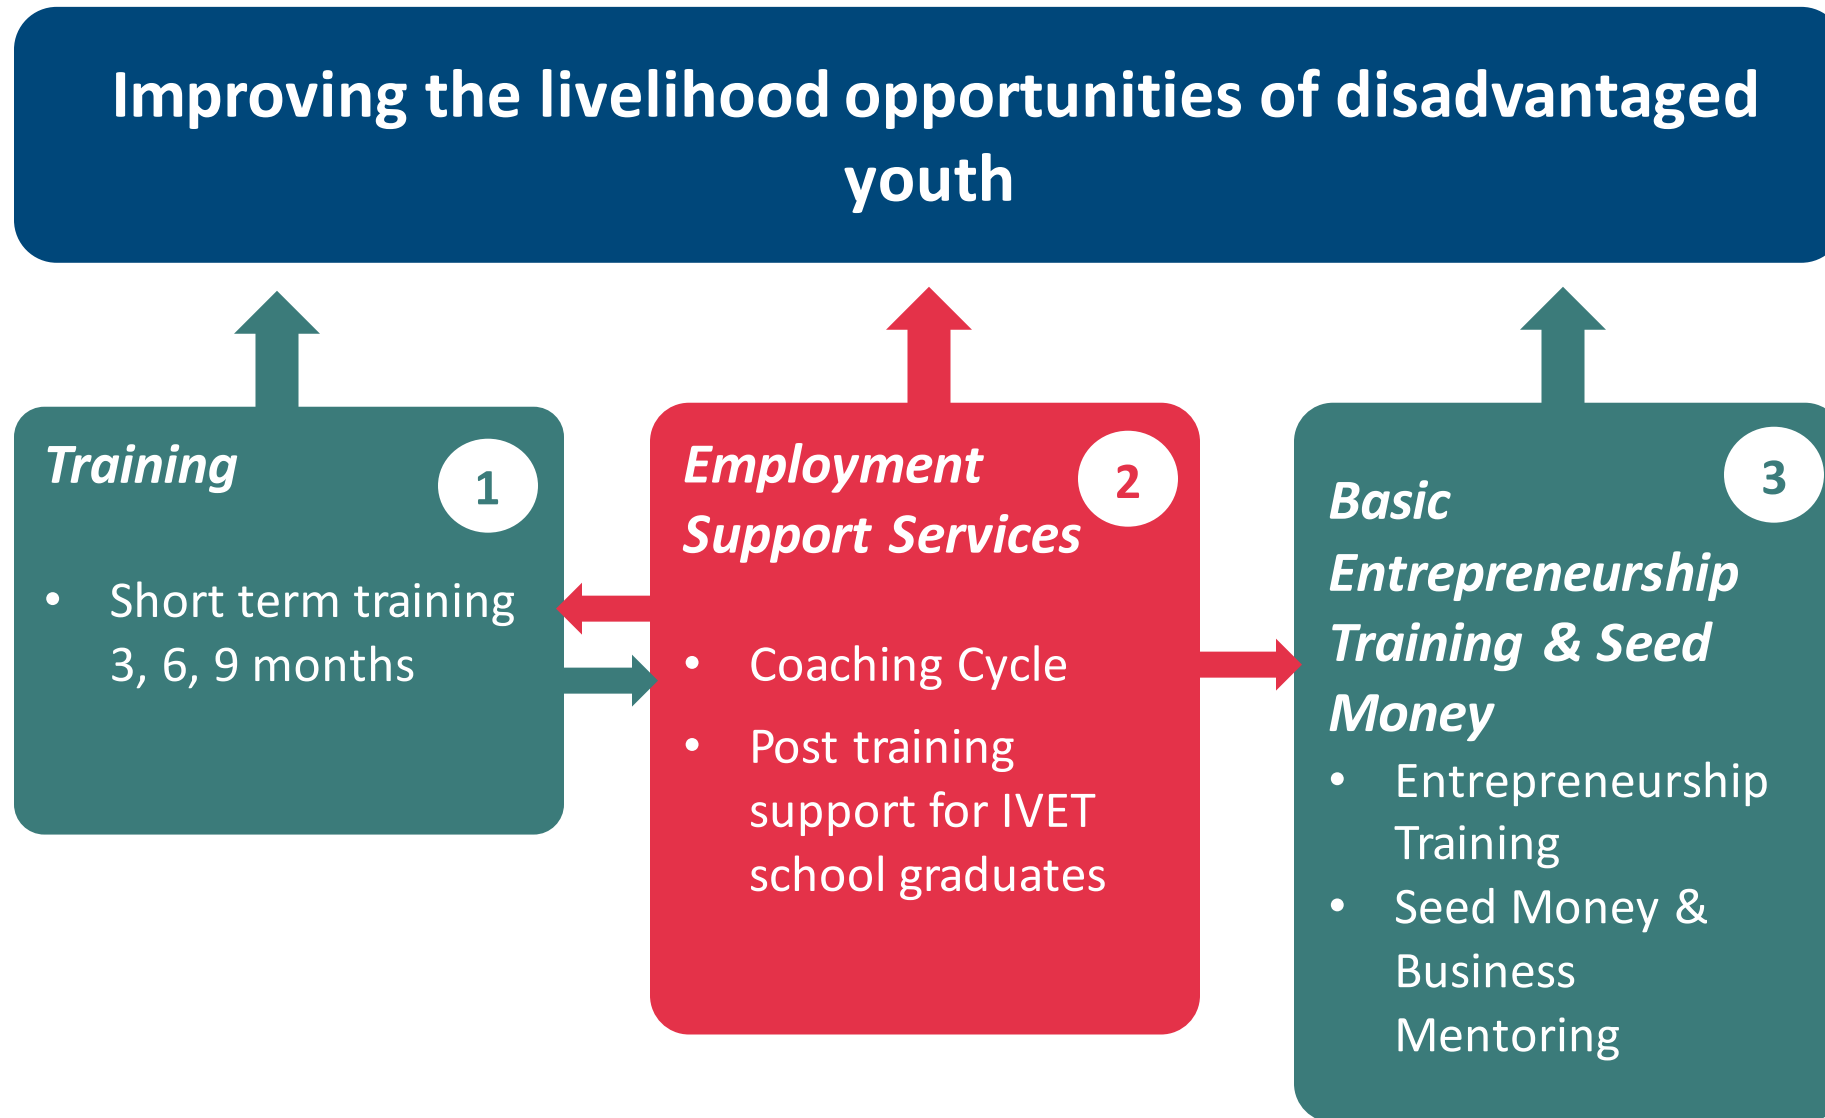 Improving the livelihood opportunities of disadvantaged
youth
Training
1
• Short term training
3, 6, 9 months
Employment
Support Services
2
• Coaching Cycle
• Post training
support for IVET
school graduates
3
Basic
Entrepreneurship
Training & Seed
Money
• Entrepreneurship
Training
• Seed Money &
Business
Mentoring